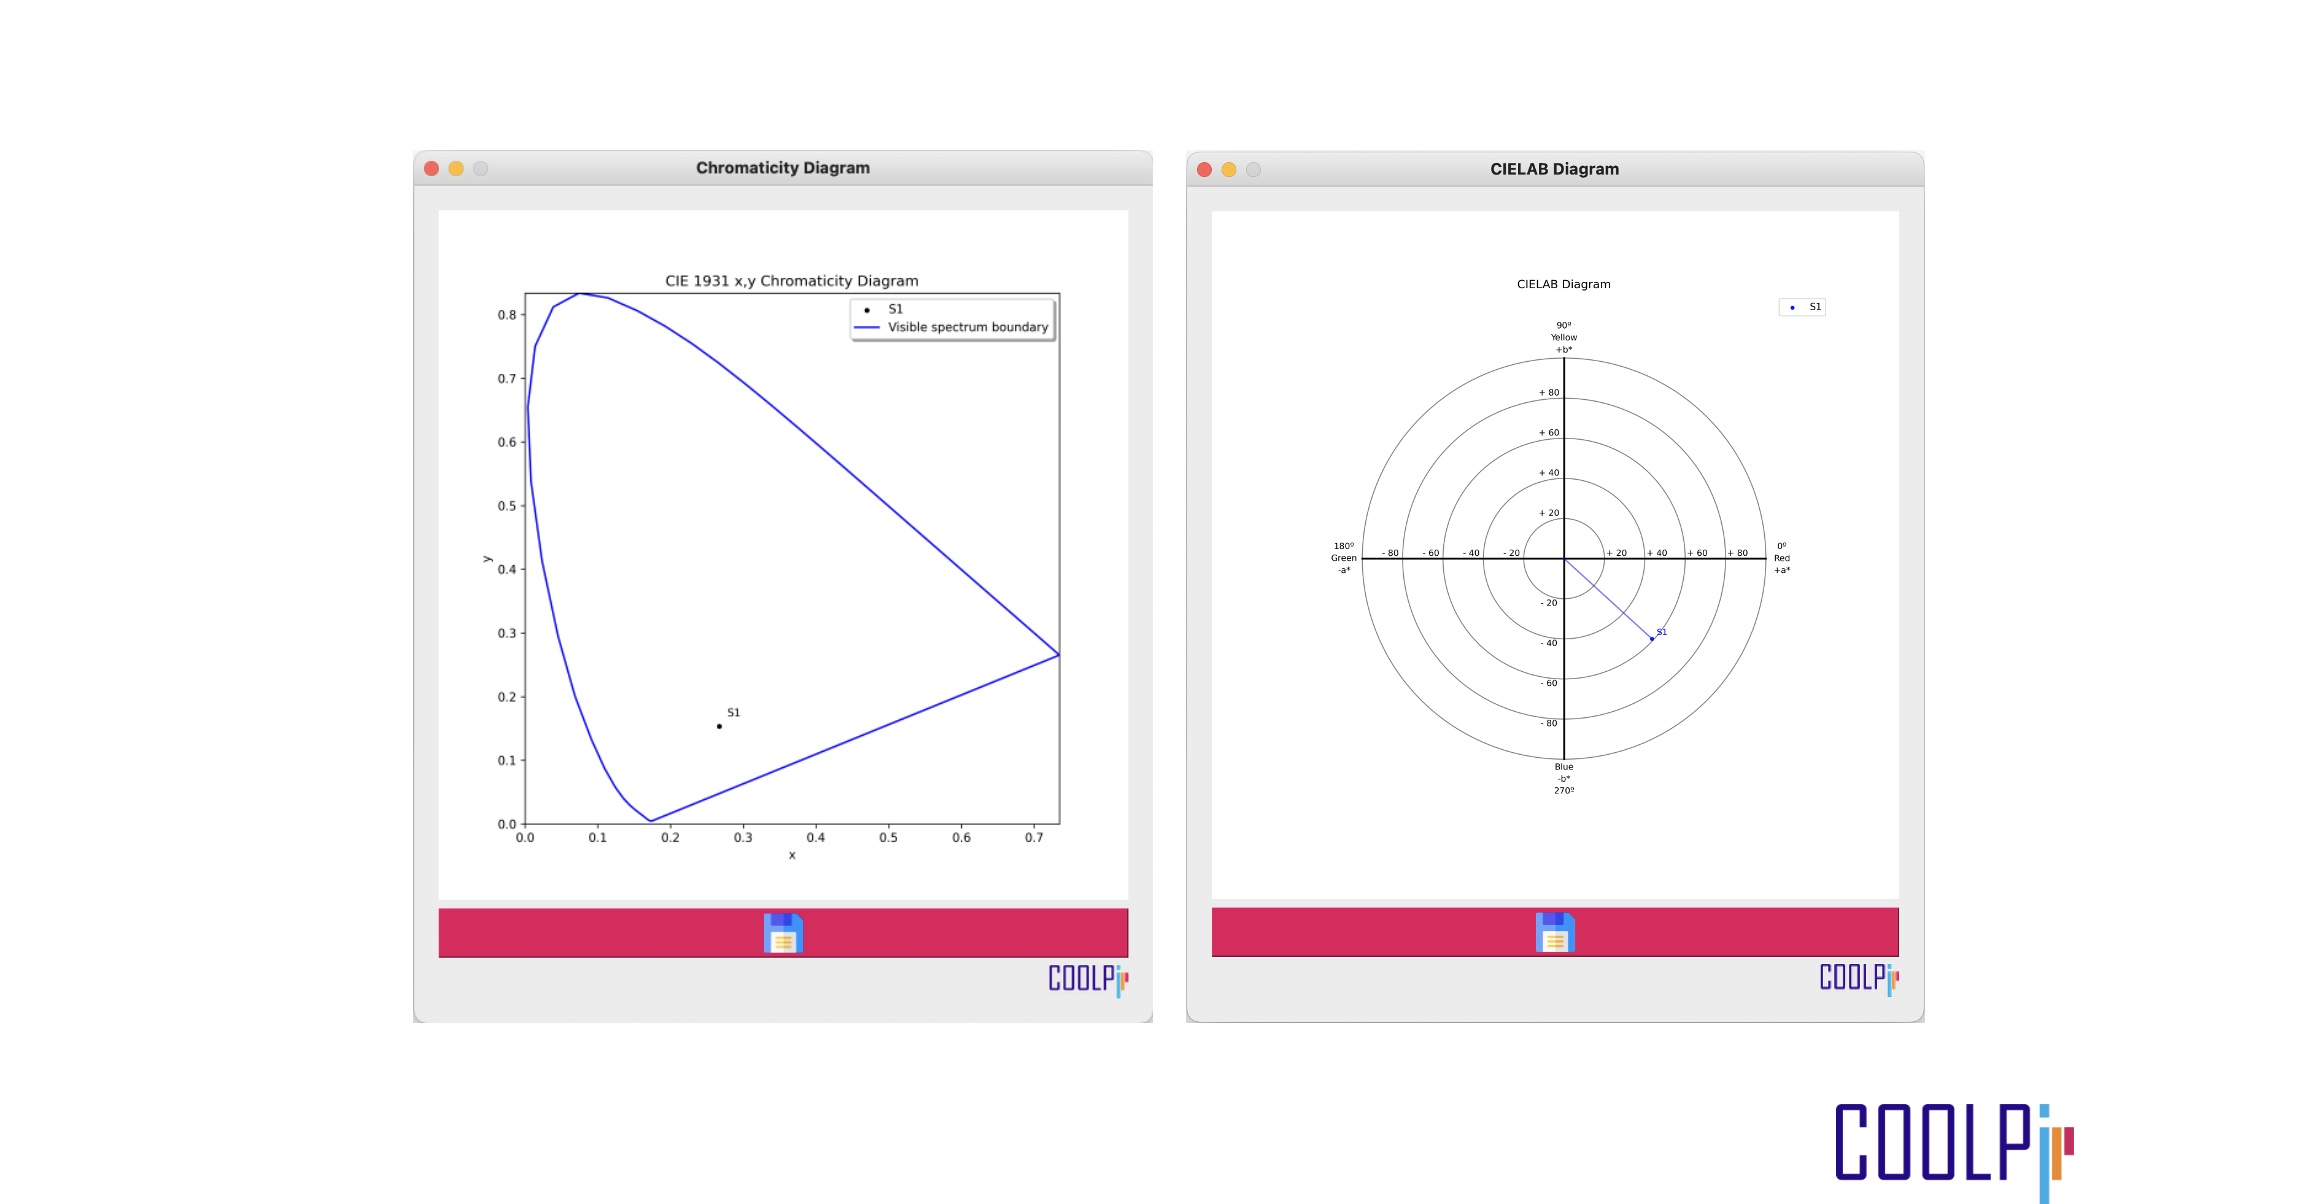 Chromaticity Diagram
CIE 1931 x,y Chromaticity Diagram
S1
Visible spectrum boundary
0.8
0.7
0.6
0.5
y
0.4
0.3
0.2
S1
0.1
0.0
0.0 0.1 0.2 0.3 0.4 0.5 0.6 0.7
x
COOLPi
CIELAB Diagram
CIELAB Diagram
S1
90º
Yellow
+b*
+ 80
+ 60
+ 40
+ 20
180º
Green
-a*
- 80 - 60 - 40 - 20 + 20 + 40 + 60 + 80
0º
Red
+a*
- 20
S1
- 40
- 60
- 80
Blue
-b*
270º
COOLPi
COOLPi